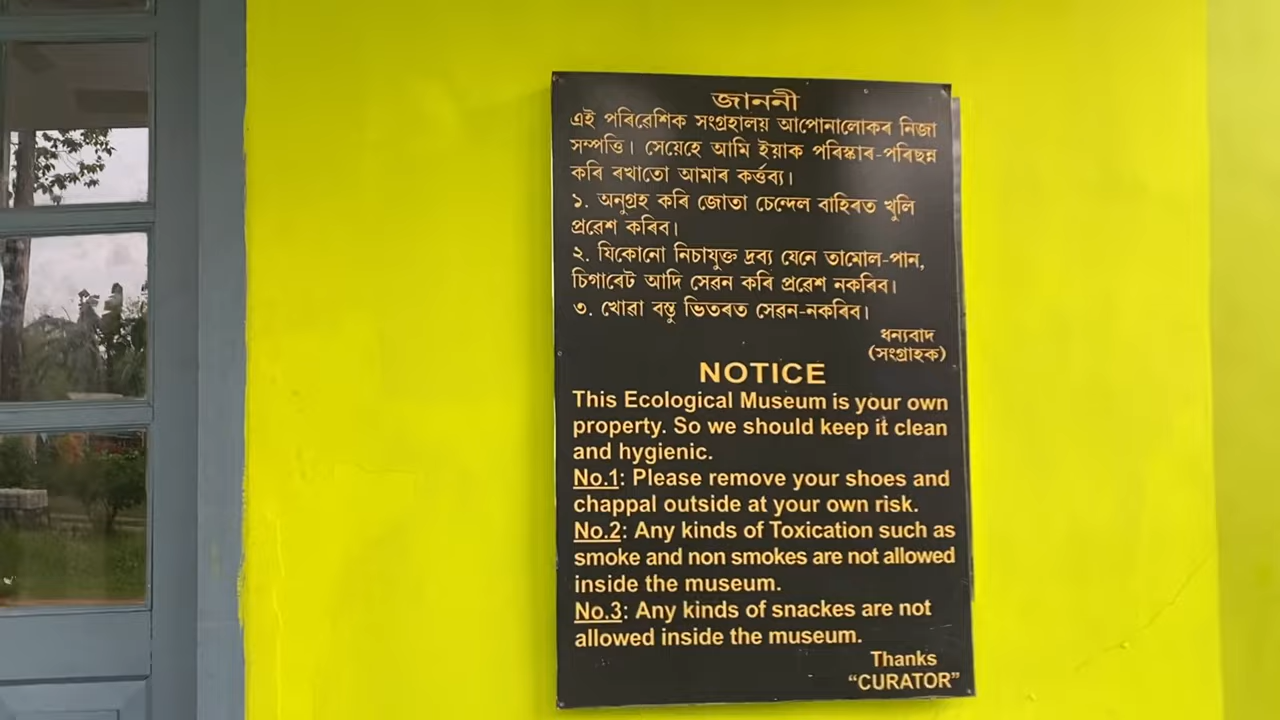 জাননী
এই পৰিৱেশিক সংগ্ৰহালয় আপোনালোকৰ নিজা
সম্পত্তি। সেয়েহে আমি ইয়াক পৰিস্কাৰ-পৰিছন্ন
কৰি ৰখাতো আমাৰ কৰ্ত্তব্য।
১. অনুগ্ৰহ কৰি জোতা চেন্দেল বাহিৰত খুলি
প্ৰৱেশ কৰিব।
২. যিকোনো নিচাযুক্ত দ্ৰব্য যেনে তামোল-পান,
চিগাৰেট আদি সেৱন কৰি প্ৰৱেশ নকৰিব।
৩. খোৱা বস্তু ভিতৰত সেৱন-নকৰিব।
ধন্যবাদ
(সংগ্ৰাহক)
NOTICE
This Ecological Museum is your own
property. So we should keep it clean
and hygienic.
No.1: Please remove your shoes and
chappal outside at your own risk.
No.2: Any kinds of Toxication such as
smoke and non smokes are not allowed
inside the museum.
No.3: Any kinds of snackes are not
allowed inside the museum.
Thanks
“CURATOR”